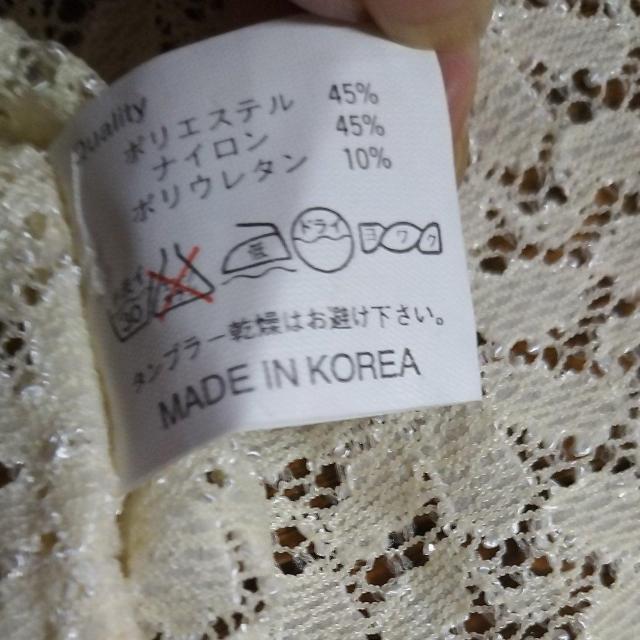 Quality
ポリエステル 45%
ナイロン 45%
ポリウレタン 10%
30 ドライ ヨワク
タンブラー乾燥はお避け下さい。
MADE IN KOREA